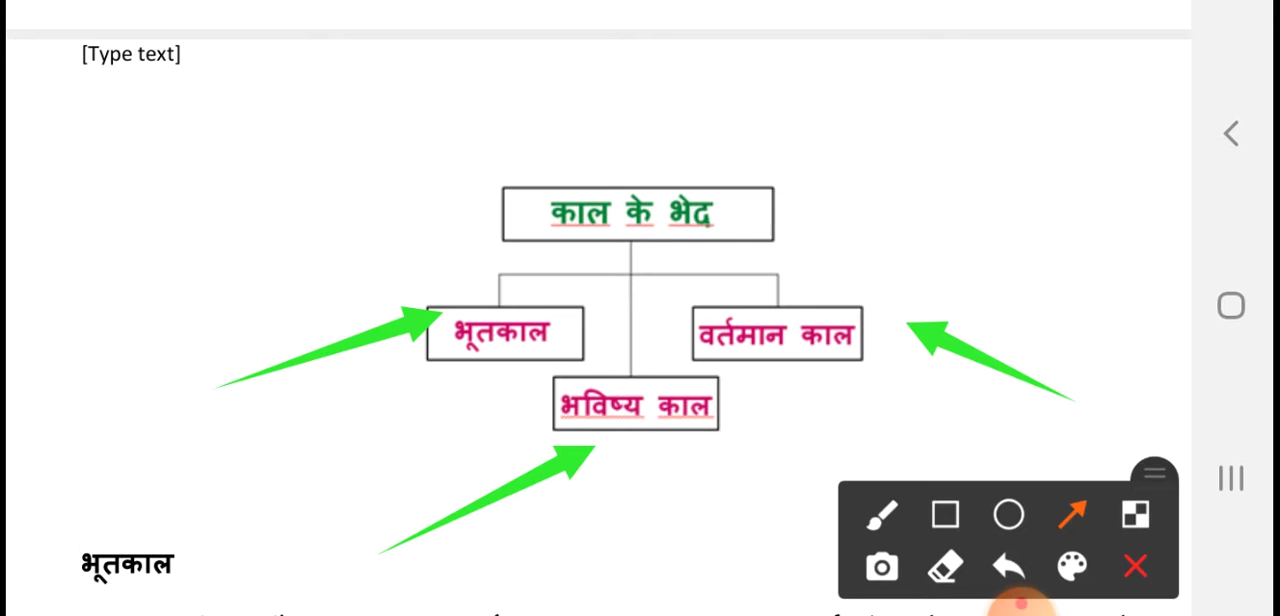 [Type text]
काल के भेद
भूतकाल
वर्तमान काल
भविष्य काल
भूतकाल